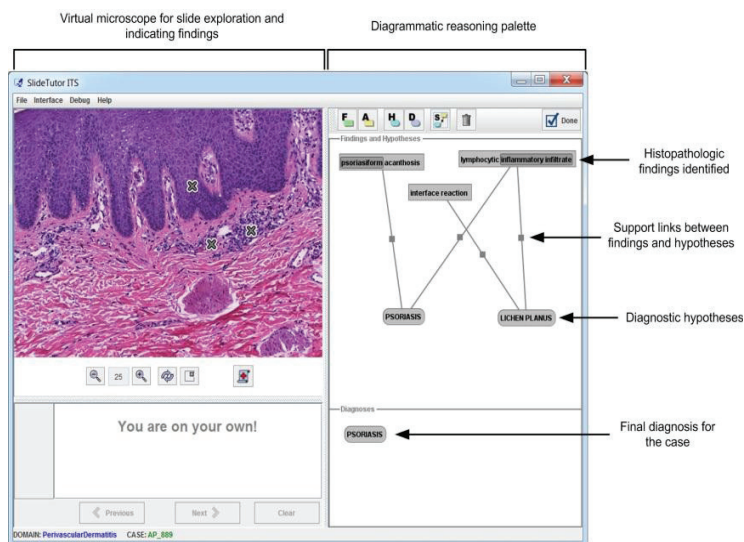 Virtual microscope for slide exploration and
indicating findings
Diagrammatic reasoning palette
SlideTutor ITS
File Interface Debug Help
F A H D S
Done
Findings and Hypotheses
psoriasiform acanthosis
lymphocytic inflammatory infiltrate
interface reaction
PSORIASIS
LICHEN PLANUS
Histopathologic
findings identified
Support links between
findings and hypotheses
Diagnostic hypotheses
25
You are on your own!
Diagnoses
PSORIASIS
Final diagnosis for
the case
Previous
Next
Clear
DOMAIN: PerivascularDermatitis CASE: AP_889